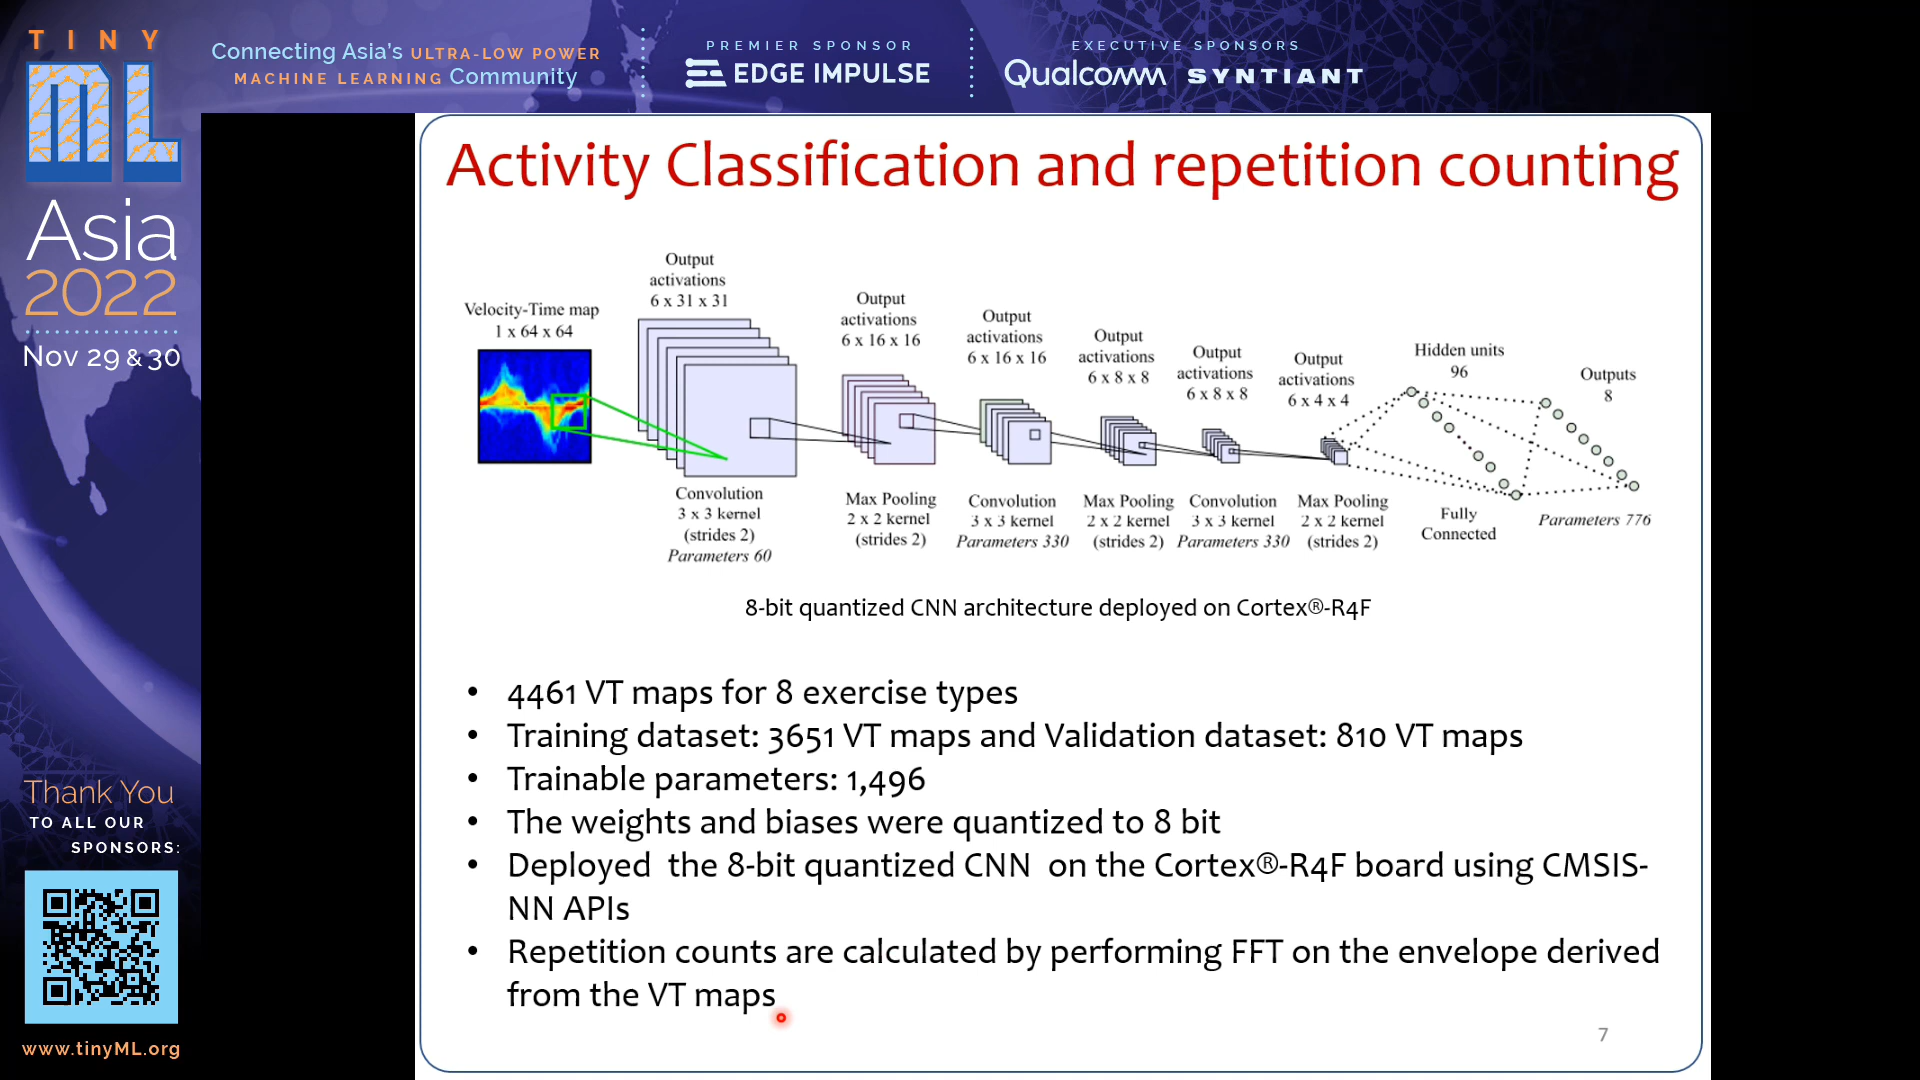 TINY
ML
Asia
2022
Nov 29 & 30
Thank You
TO ALL OUR
SPONSORS:
www.tinyML.org
Connecting Asia's ULTRA-LOW POWER
MACHINE LEARNING Community
PREMIER SPONSOR
EDGE IMPULSE
EXECUTIVE SPONSORS
Qualcomm SYNTIANT
Activity Classification and repetition counting
Velocity-Time map
1 x 64 x 64
Output
activations
6 x 31 x 31
Output
activations
6 x 16 x 16
Output
activations
6 x 16 x 16
Output
activations
6 x 8 x 8
Output
activations
6 x 8 x 8
Output
activations
6 x 4 x 4
Hidden units
96
Outputs
8
Convolution
3 x 3 kernel
(strides 2)
Parameters 60
Max Pooling
2 x 2 kernel
(strides 2)
Convolution
3 x 3 kernel
Parameters 330
Max Pooling
2 x 2 kernel
(strides 2)
Convolution
3 x 3 kernel
Parameters 330
Max Pooling
2 x 2 kernel
(strides 2)
Fully
Connected
Parameters 776
8-bit quantized CNN architecture deployed on Cortex®-R4F
• 4461 VT maps for 8 exercise types
• Training dataset: 3651 VT maps and Validation dataset: 810 VT maps
• Trainable parameters: 1,496
• The weights and biases were quantized to 8 bit
• Deployed the 8-bit quantized CNN on the Cortex®-R4F board using CMSIS-
NN APIs
• Repetition counts are calculated by performing FFT on the envelope derived
from the VT maps
7